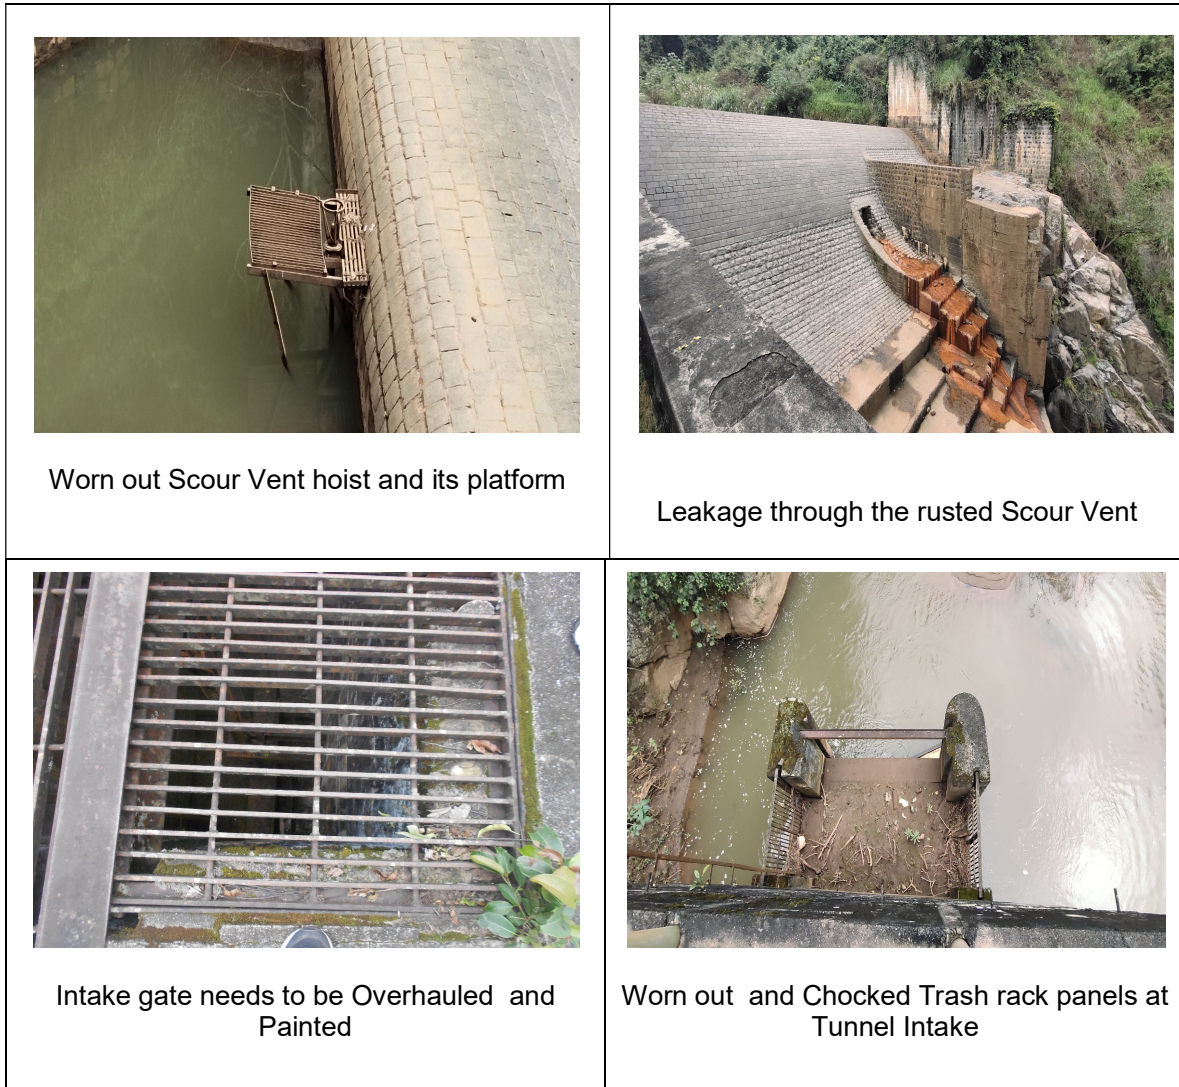 Worn out Scour Vent hoist and its platform
Leakage through the rusted Scour Vent
Intake gate needs to be Overhauled  and
Painted
Worn out  and Chocked Trash rack panels at
Tunnel Intake